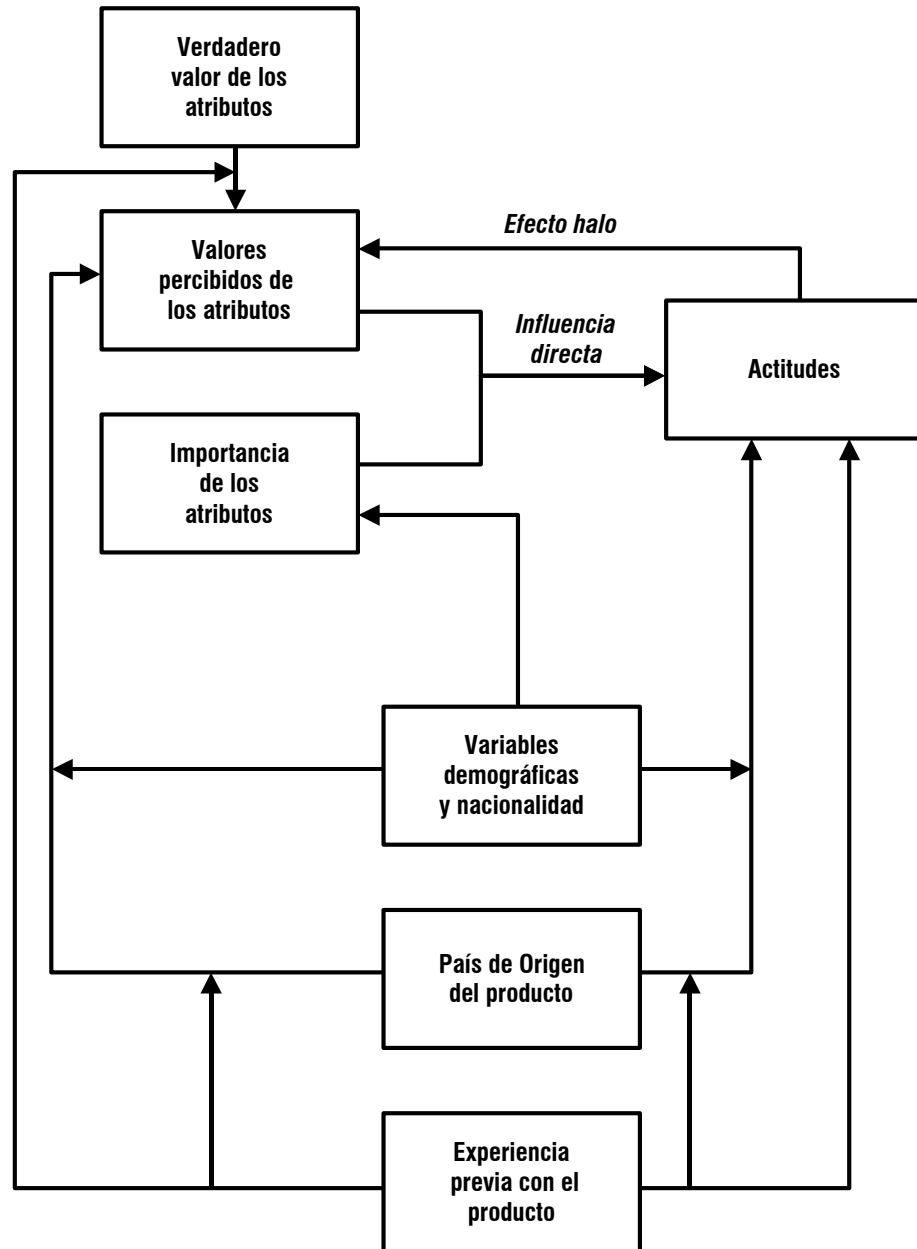 Verdadero
valor de los
atributos
Valores
percibidos de
los atributos
Efecto halo
Influencia
directa
Actitudes
Importancia
de los
atributos
Variables
demográficas
y nacionalidad
País de Origen
del producto
Experiencia
previa con el
producto